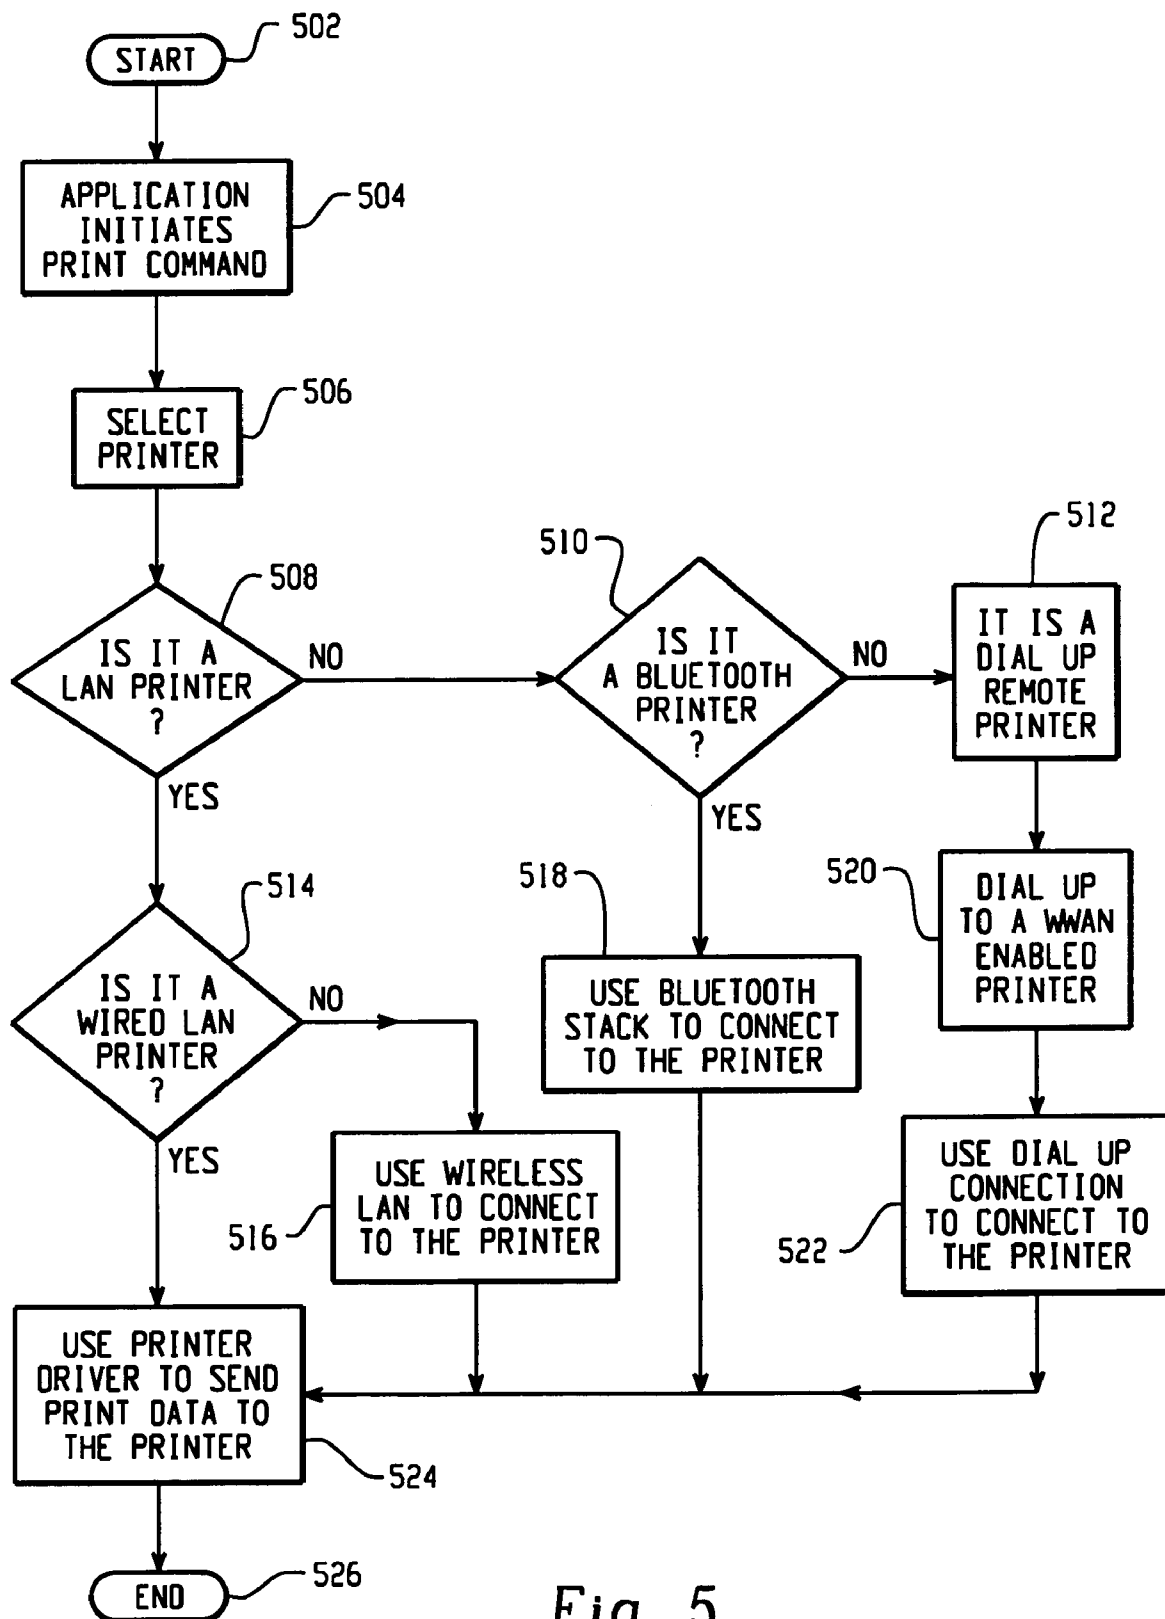 502
START
APPLICATION
INITIATES
PRINT COMMAND
504
SELECT
PRINTER
506
508
IS IT A
LAN PRINTER
?
NO
YES
510
IS IT
A BLUETOOTH
PRINTER
?
NO
YES
512
IT IS A
DIAL UP
REMOTE
PRINTER
514
IS IT A
WIRED LAN
PRINTER
?
NO
YES
518
USE BLUETOOTH
STACK TO CONNECT
TO THE PRINTER
520
DIAL UP
TO A WWAN
ENABLED
PRINTER
USE WIRELESS
LAN TO CONNECT
TO THE PRINTER
516
USE DIAL UP
CONNECTION
TO CONNECT TO
THE PRINTER
522
USE PRINTER
DRIVER TO SEND
PRINT DATA TO
THE PRINTER
524
END
526
Fig. 5